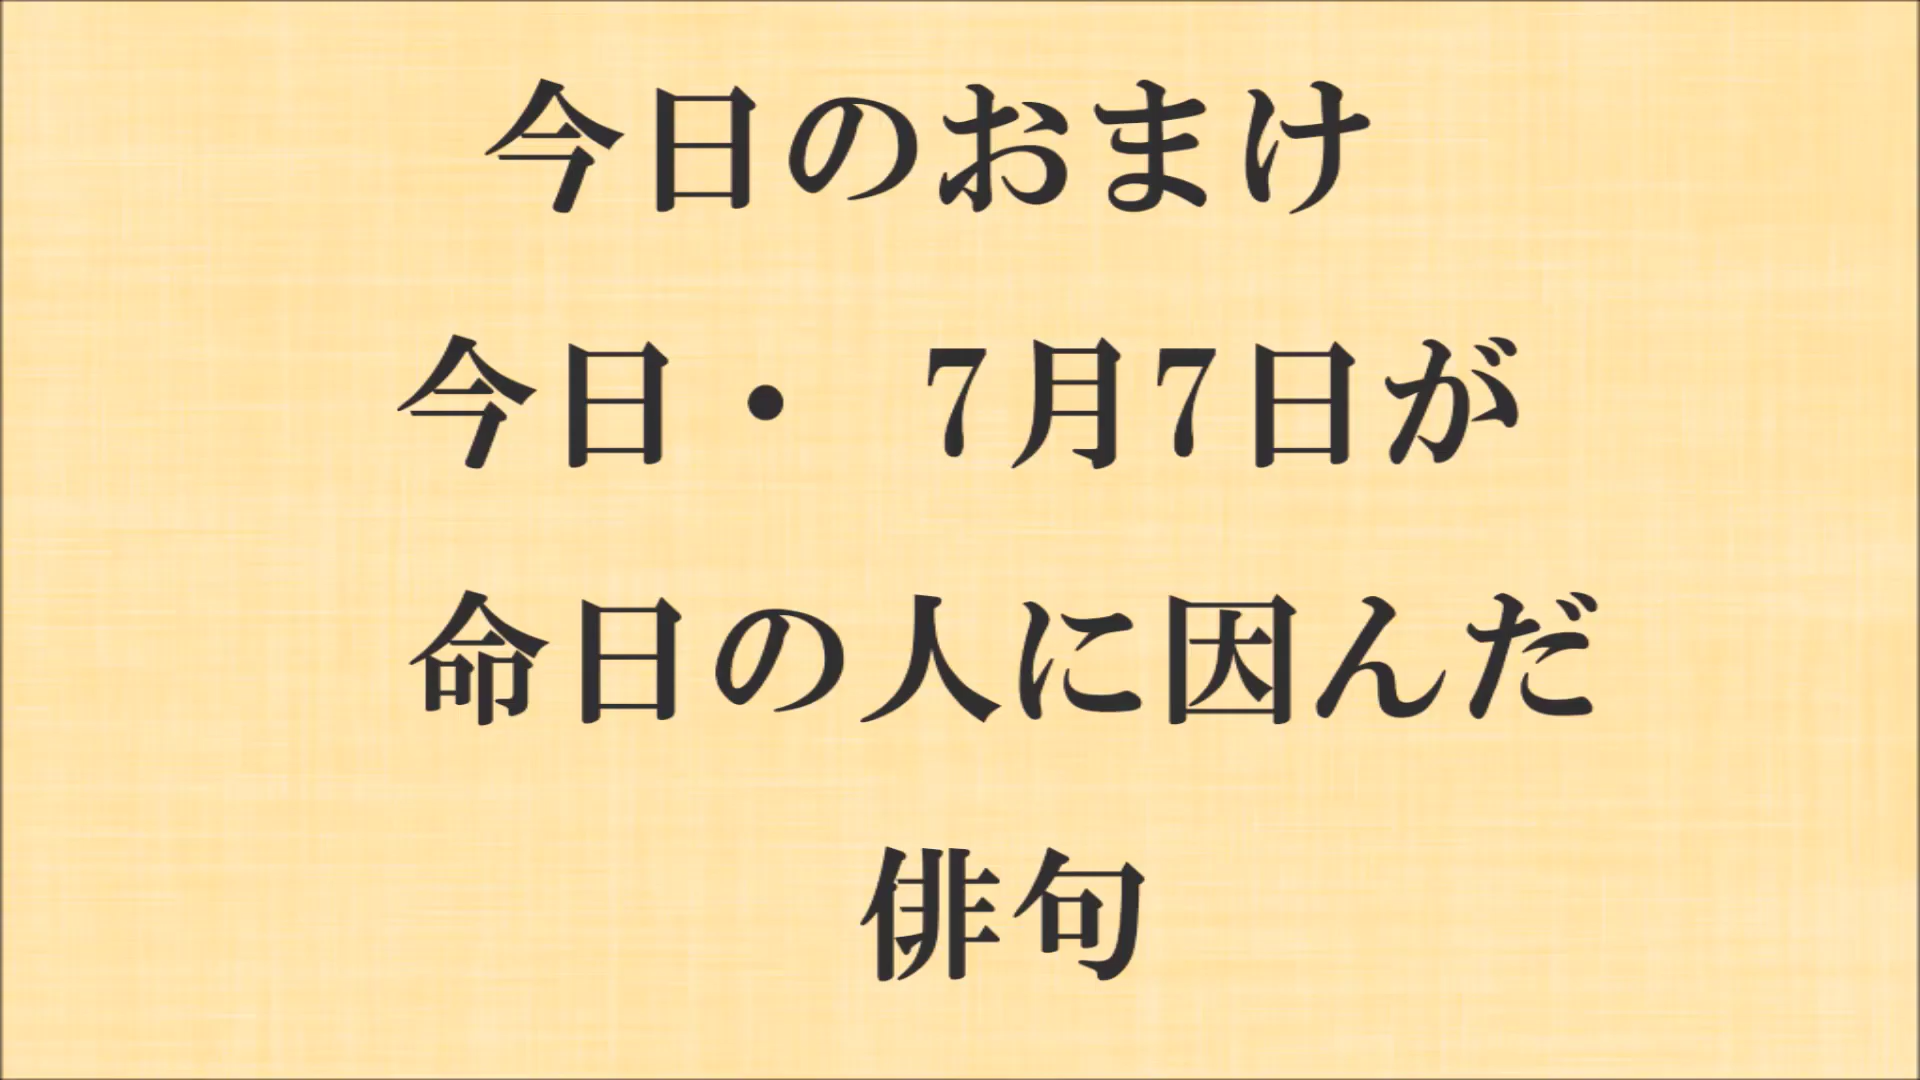 今日のおまけ
今日・ 7月7日が
命日の人に因んだ
俳句